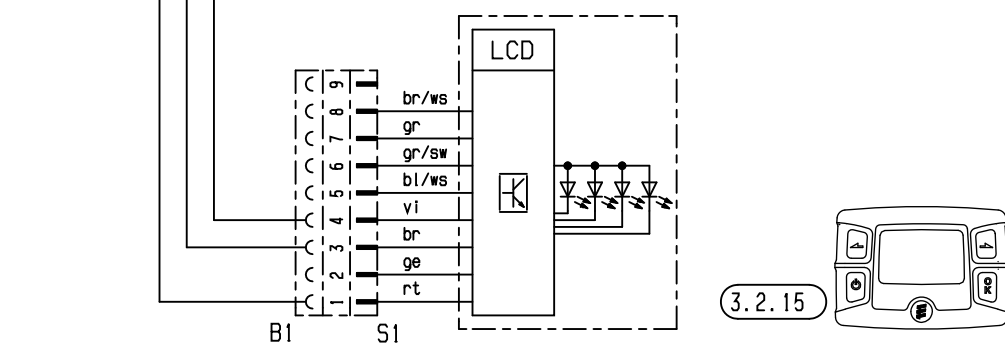 LCD
9
8 br/ws
7 gr
6 gr/sw
5 bl/ws
4 vi
3 br
2 ge
1 rt
B1 S1
3.2.15
OK